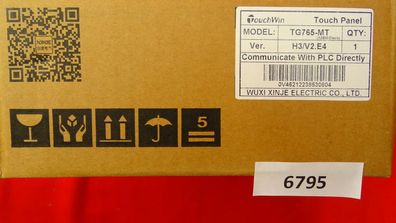 TouchWin Touch Panel
MODEL: TG765-MT QTY:
Ver. H3/V2.E4 1
Communicate With PLC Directly
WUXI XINJE ELECTRIC CO., LTD.
5
6795